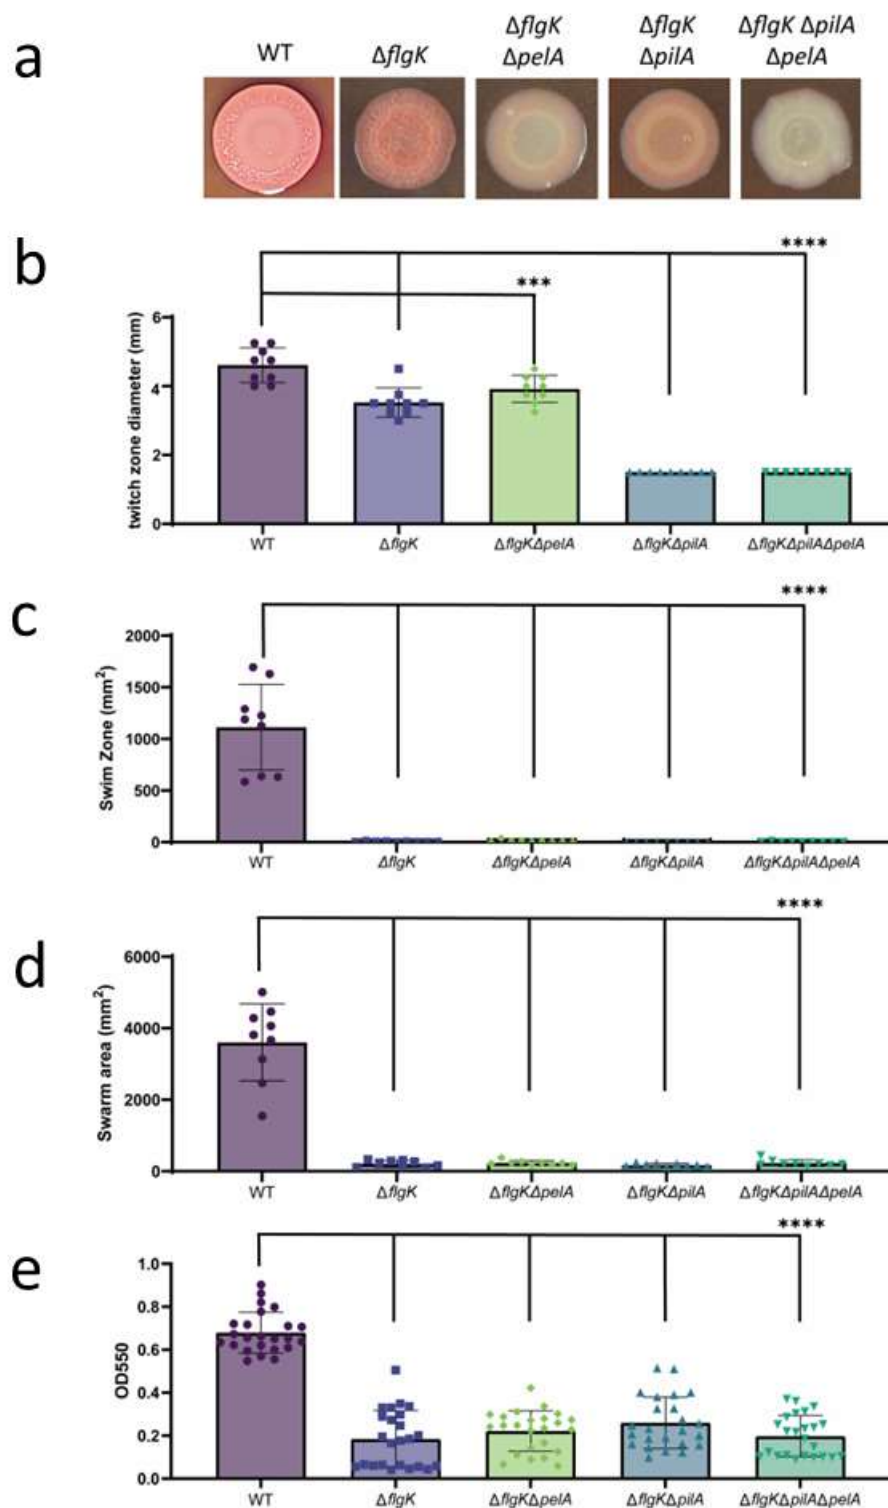 a
WT
ΔflgK
ΔflgK
ΔpelA
ΔflgK
ΔpilA
ΔflgK ΔpilA
ΔpelA
b
****
***
twitch zone diameter (mm)
6
4
2
0
WT
ΔflgK
ΔflgKΔpelA
ΔflgKΔpilA
ΔflgKΔpilAΔpelA
c
****
Swim Zone (mm²)
2000
1500
1000
500
0
WT
ΔflgK
ΔflgKΔpelA
ΔflgKΔpilA
ΔflgKΔpilAΔpelA
d
****
Swarm area (mm²)
6000
4000
2000
0
WT
ΔflgK
ΔflgKΔpelA
ΔflgKΔpilA
ΔflgKΔpilAΔpelA
e
****
OD550
1.0
0.8
0.6
0.4
0.2
0.0
WT
ΔflgK
ΔflgKΔpelA
ΔflgKΔpilA
ΔflgKΔpilAΔpelA